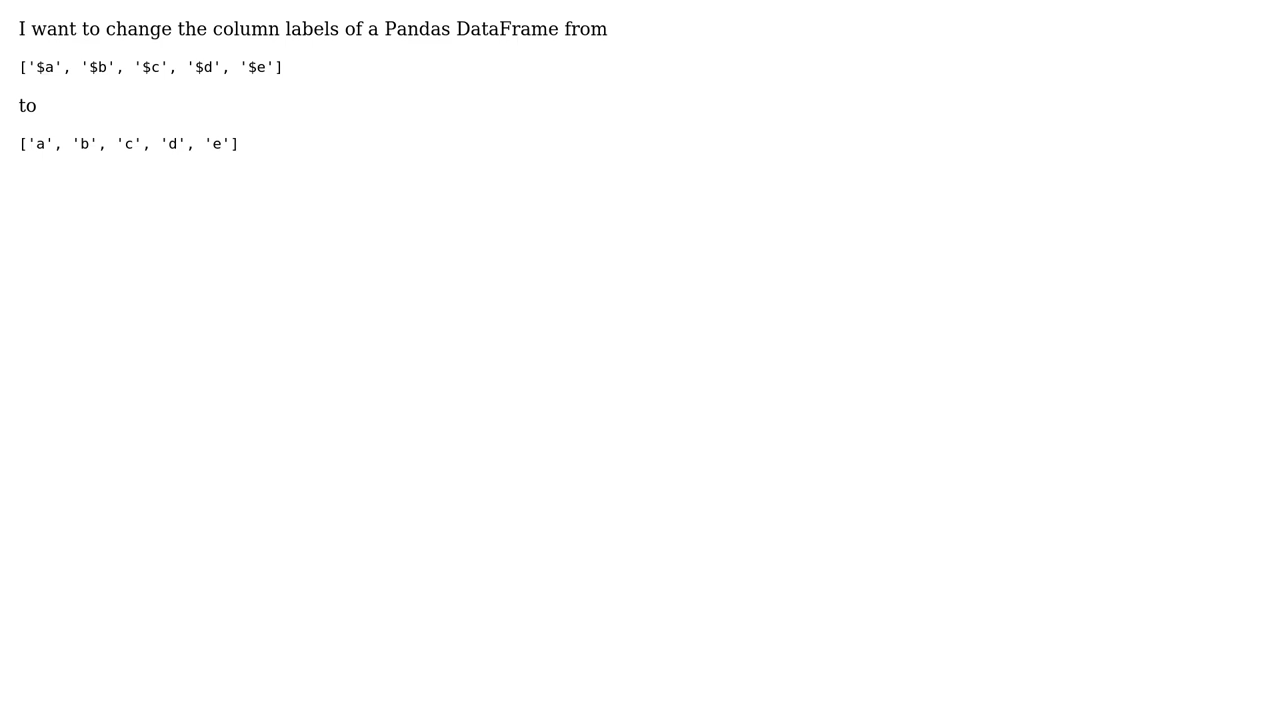 I want to change the column labels of a Pandas DataFrame from
['$a', '$b', '$c', '$d', '$e']
to
['a', 'b', 'c', 'd', 'e']